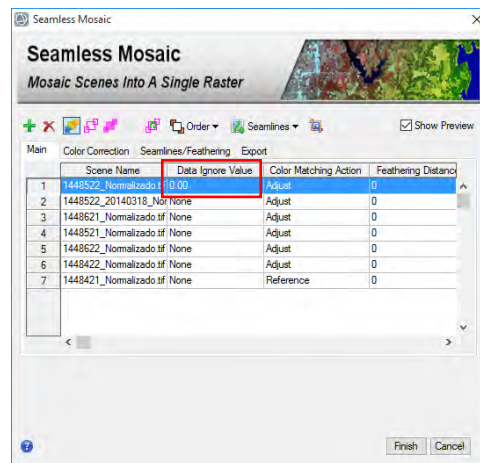 Seamless Mosaic
Seamless Mosaic
Mosaic Scenes Into A Single Raster
Order Seamlines Show Preview
Main Color Correction Seamlines/Feathering Export
Scene Name Data Ignore Value Color Matching Action Feathering Distance
1 1448522_Normalizado.tif 0.00 Adjust 0
2 1448522_20140318_Nor None Adjust 0
3 1448621_Normalizado.tif None Adjust 0
4 1448521_Normalizado.tif None Adjust 0
5 1448622_Normalizado.tif None Adjust 0
6 1448422_Normalizado.tif None Adjust 0
7 1448421_Normalizado.tif None Reference 0
Finish Cancel